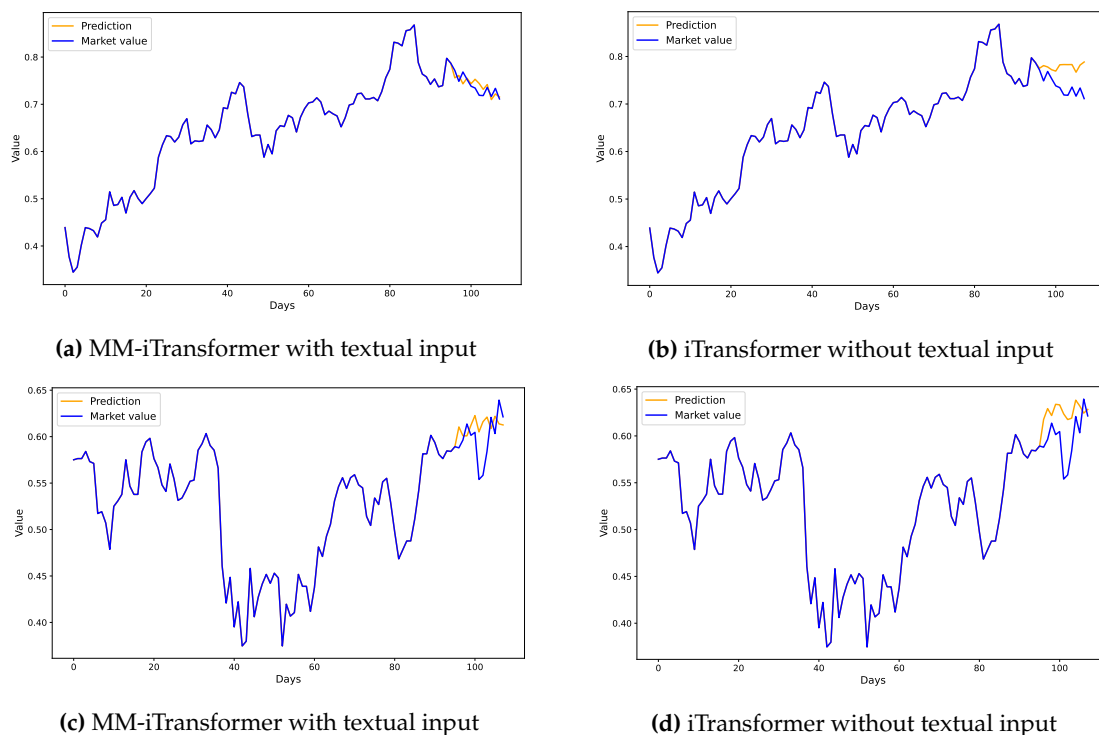 Prediction
Market value
Value
0.8
0.7
0.6
0.5
0.4
0
20
40
60
80
100
Days
(a) MM-iTransformer with textual input
Prediction
Market value
Value
0.8
0.7
0.6
0.5
0.4
0
20
40
60
80
100
Days
(b) iTransformer without textual input
Prediction
Market value
Value
0.65
0.60
0.55
0.50
0.45
0.40
0
20
40
60
80
100
Days
(c) MM-iTransformer with textual input
Prediction
Market value
Value
0.65
0.60
0.55
0.50
0.45
0.40
0
20
40
60
80
100
Days
(d) iTransformer without textual input